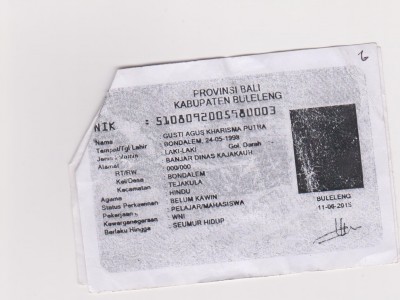 PROVINSI BALI
KABUPATEN BULELENG
NIK : 5108092005980003
Nama : GUSTI AGUS KHARISMA PUTRA
Tempat/Tgl Lahir : BONDALEM, 24-05-1998
Jenis Kelamin : LAKI-LAKI Gol. Darah
Alamat : BANJAR DINAS KAJAKAUH
RT/RW : 000/000
Kel/Desa : BONDALEM
Kecamatan : TEJAKULA
Agama : HINDU
Status Perkawinan : BELUM KAWIN
Pekerjaan : PELAJAR/MAHASISWA
Kewarganegaraan : WNI
Berlaku Hingga : SEUMUR HIDUP
BULELENG
11-06-2015